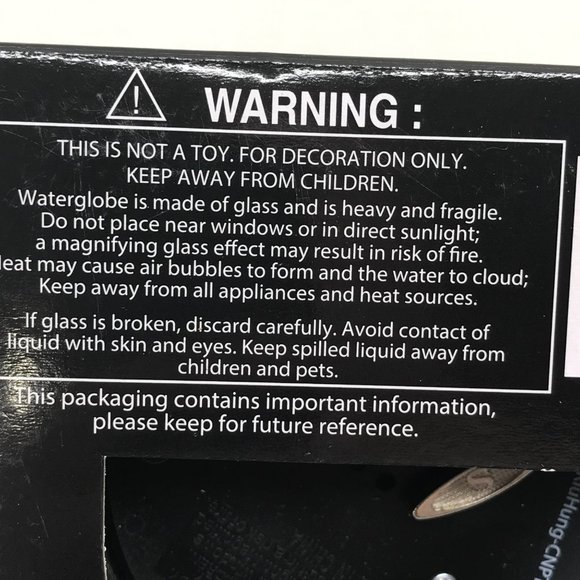 WARNING :
THIS IS NOT A TOY. FOR DECORATION ONLY.
KEEP AWAY FROM CHILDREN.
Waterglobe is made of glass and is heavy and fragile.
Do not place near windows or in direct sunlight;
a magnifying glass effect may result in risk of fire.
Heat may cause air bubbles to form and the water to cloud;
Keep away from all appliances and heat sources.
If glass is broken, discard carefully. Avoid contact of
liquid with skin and eyes. Keep spilled liquid away from
children and pets.
This packaging contains important information,
please keep for future reference.